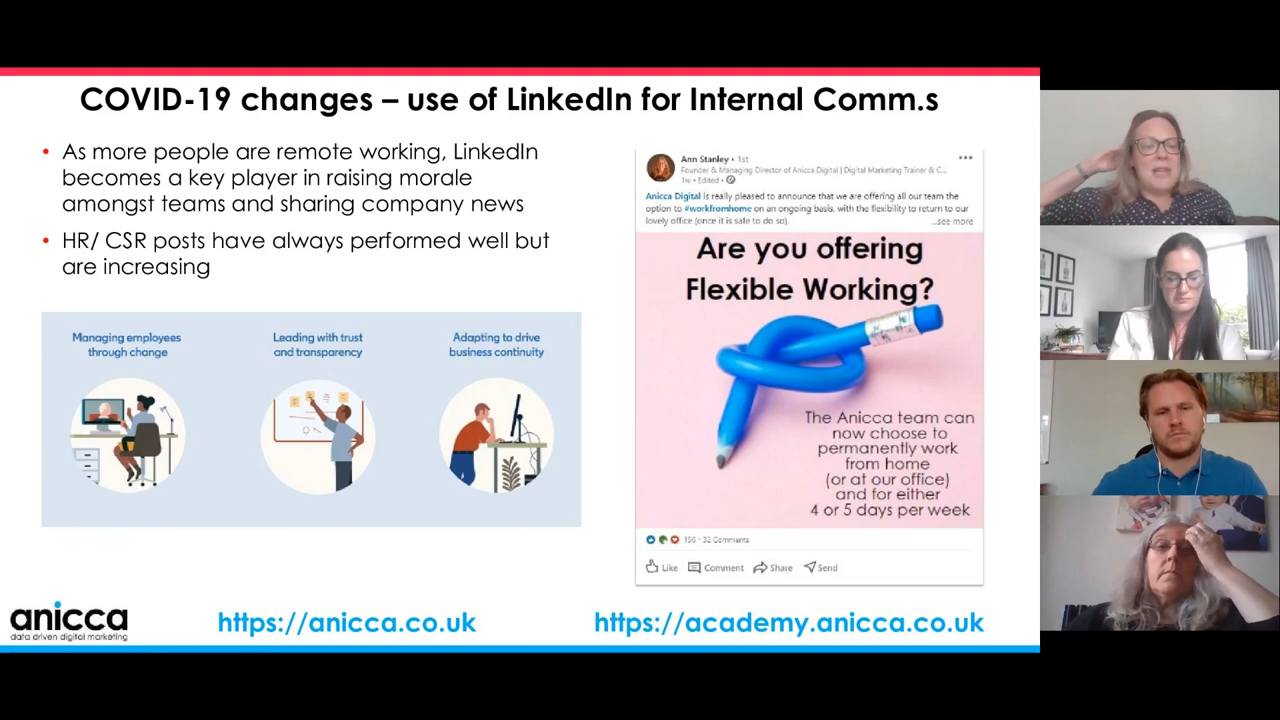 COVID-19 changes – use of LinkedIn for Internal Comm.s
• As more people are remote working, LinkedIn
becomes a key player in raising morale
amongst teams and sharing company news
• HR/ CSR posts have always performed well but
are increasing
Managing employees
through change
Leading with trust
and transparency
Adapting to drive
business continuity
Ann Stanley • 1st
Founder & Managing Director of Anicca Digital | Digital Marketing Trainer & C...
1w • Edited •
Anicca Digital is really pleased to announce that we are offering all our team the
option to #workfromhome on an ongoing basis, with the flexibility to return to our
lovely office (once it is safe to do so).
...see more
Are you offering
Flexible Working?
The Anicca team can
now choose to
permanently work
from home
(or at our office)
and for either
4 or 5 days per week
156 • 32 Comments
Like Comment Share Send
anicca
data driven digital marketing
https://anicca.co.uk
https://academy.anicca.co.uk